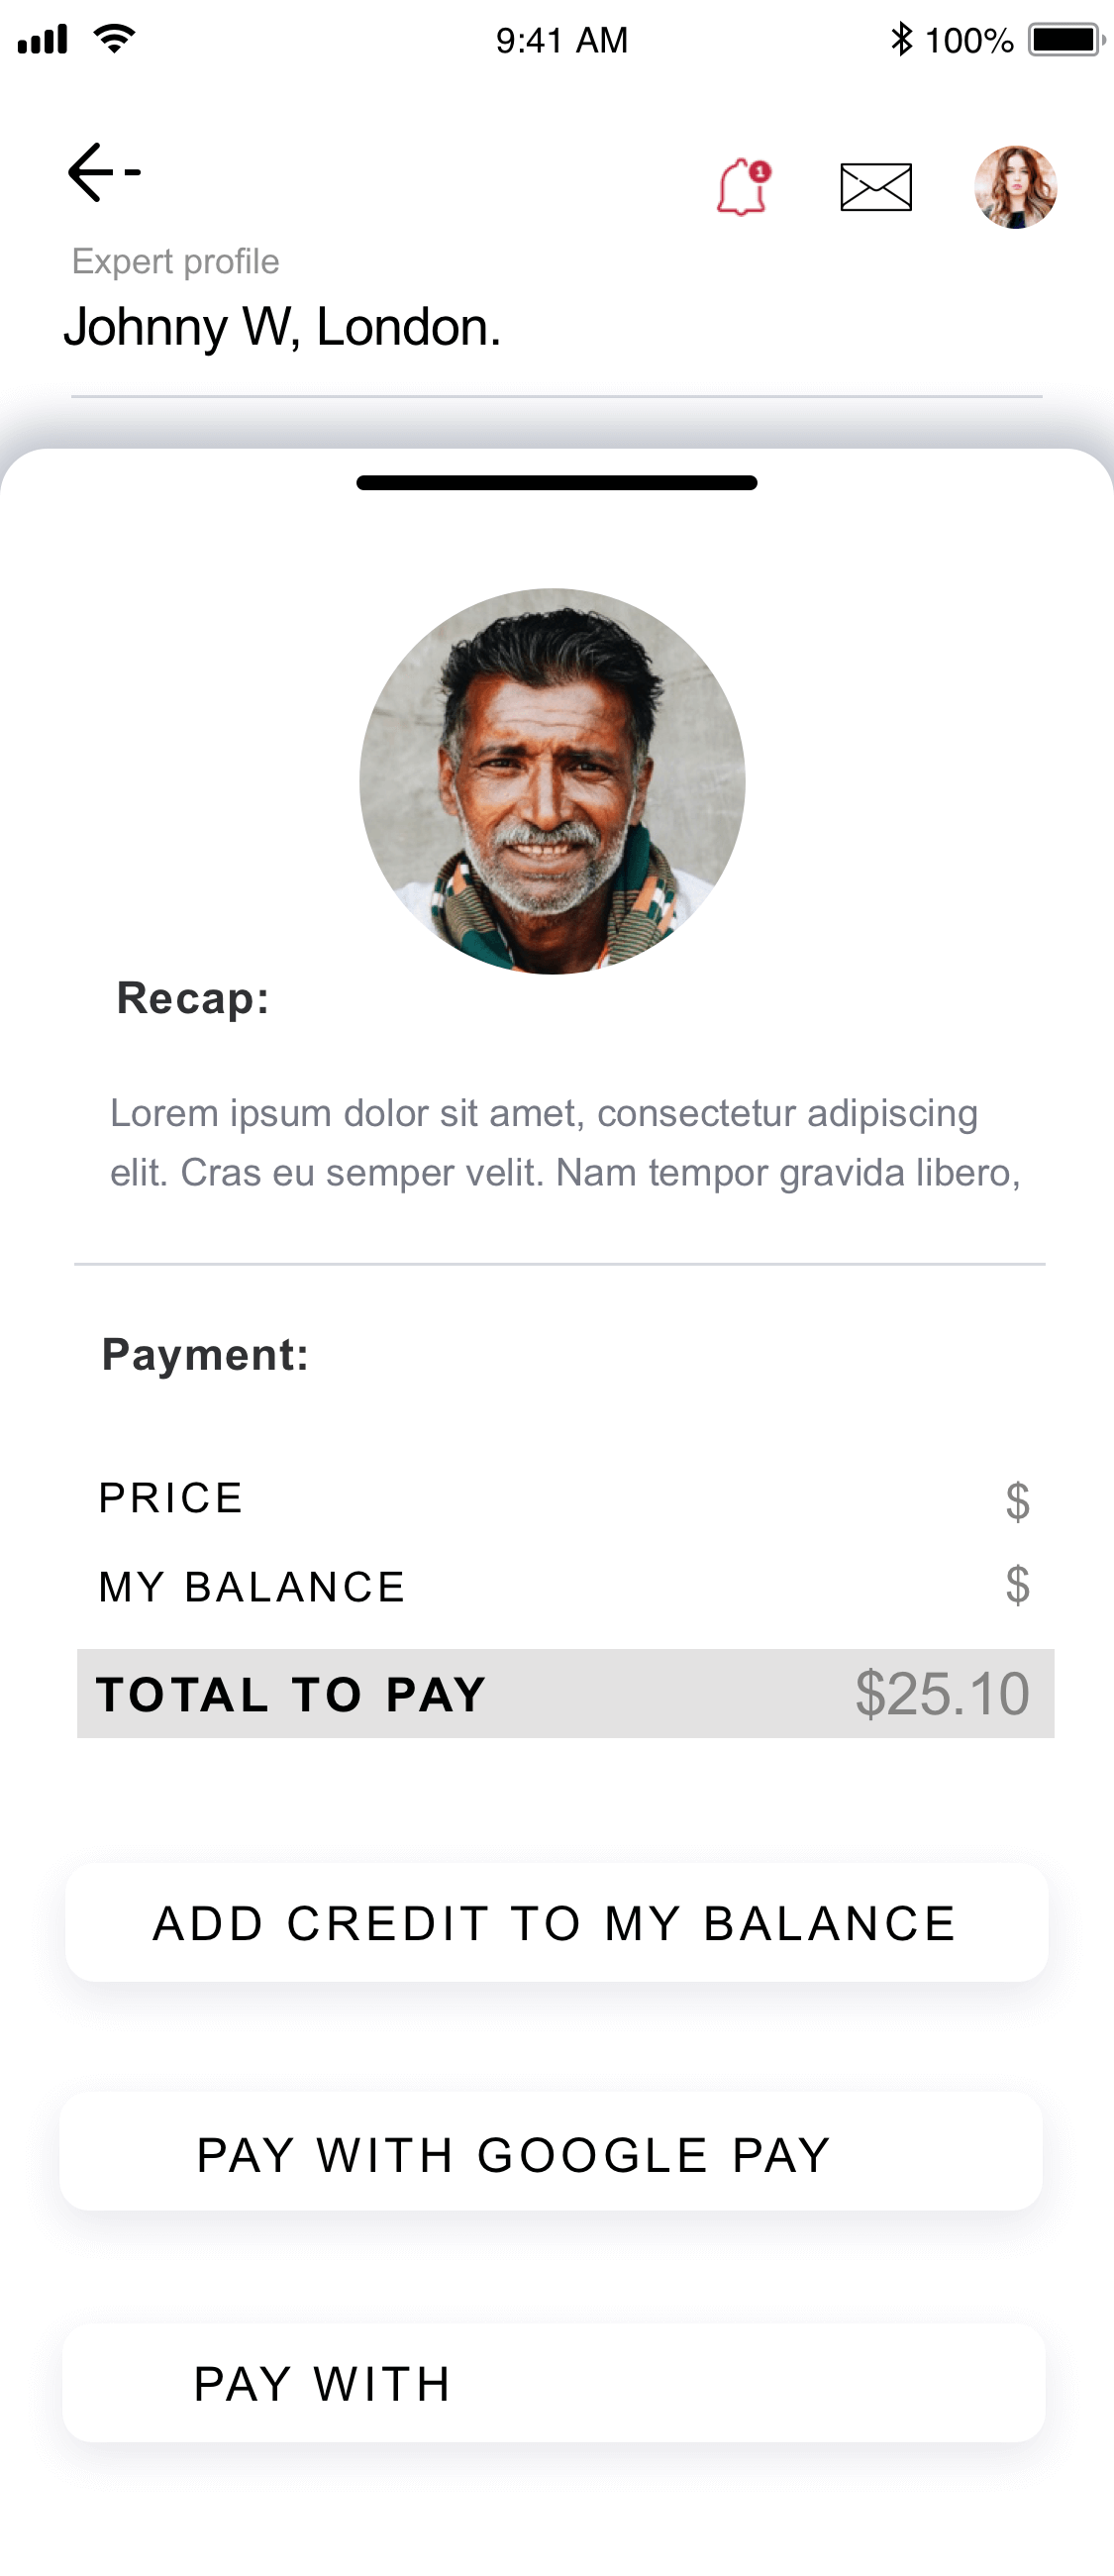 9:41 AM
100%
1
Expert profile
Johnny W, London.
Recap:
Lorem ipsum dolor sit amet, consectetur adipiscing
elit. Cras eu semper velit. Nam tempor gravida libero,
Payment:
PRICE $
MY BALANCE $
TOTAL TO PAY $25.10
ADD CREDIT TO MY BALANCE
PAY WITH GOOGLE PAY
PAY WITH